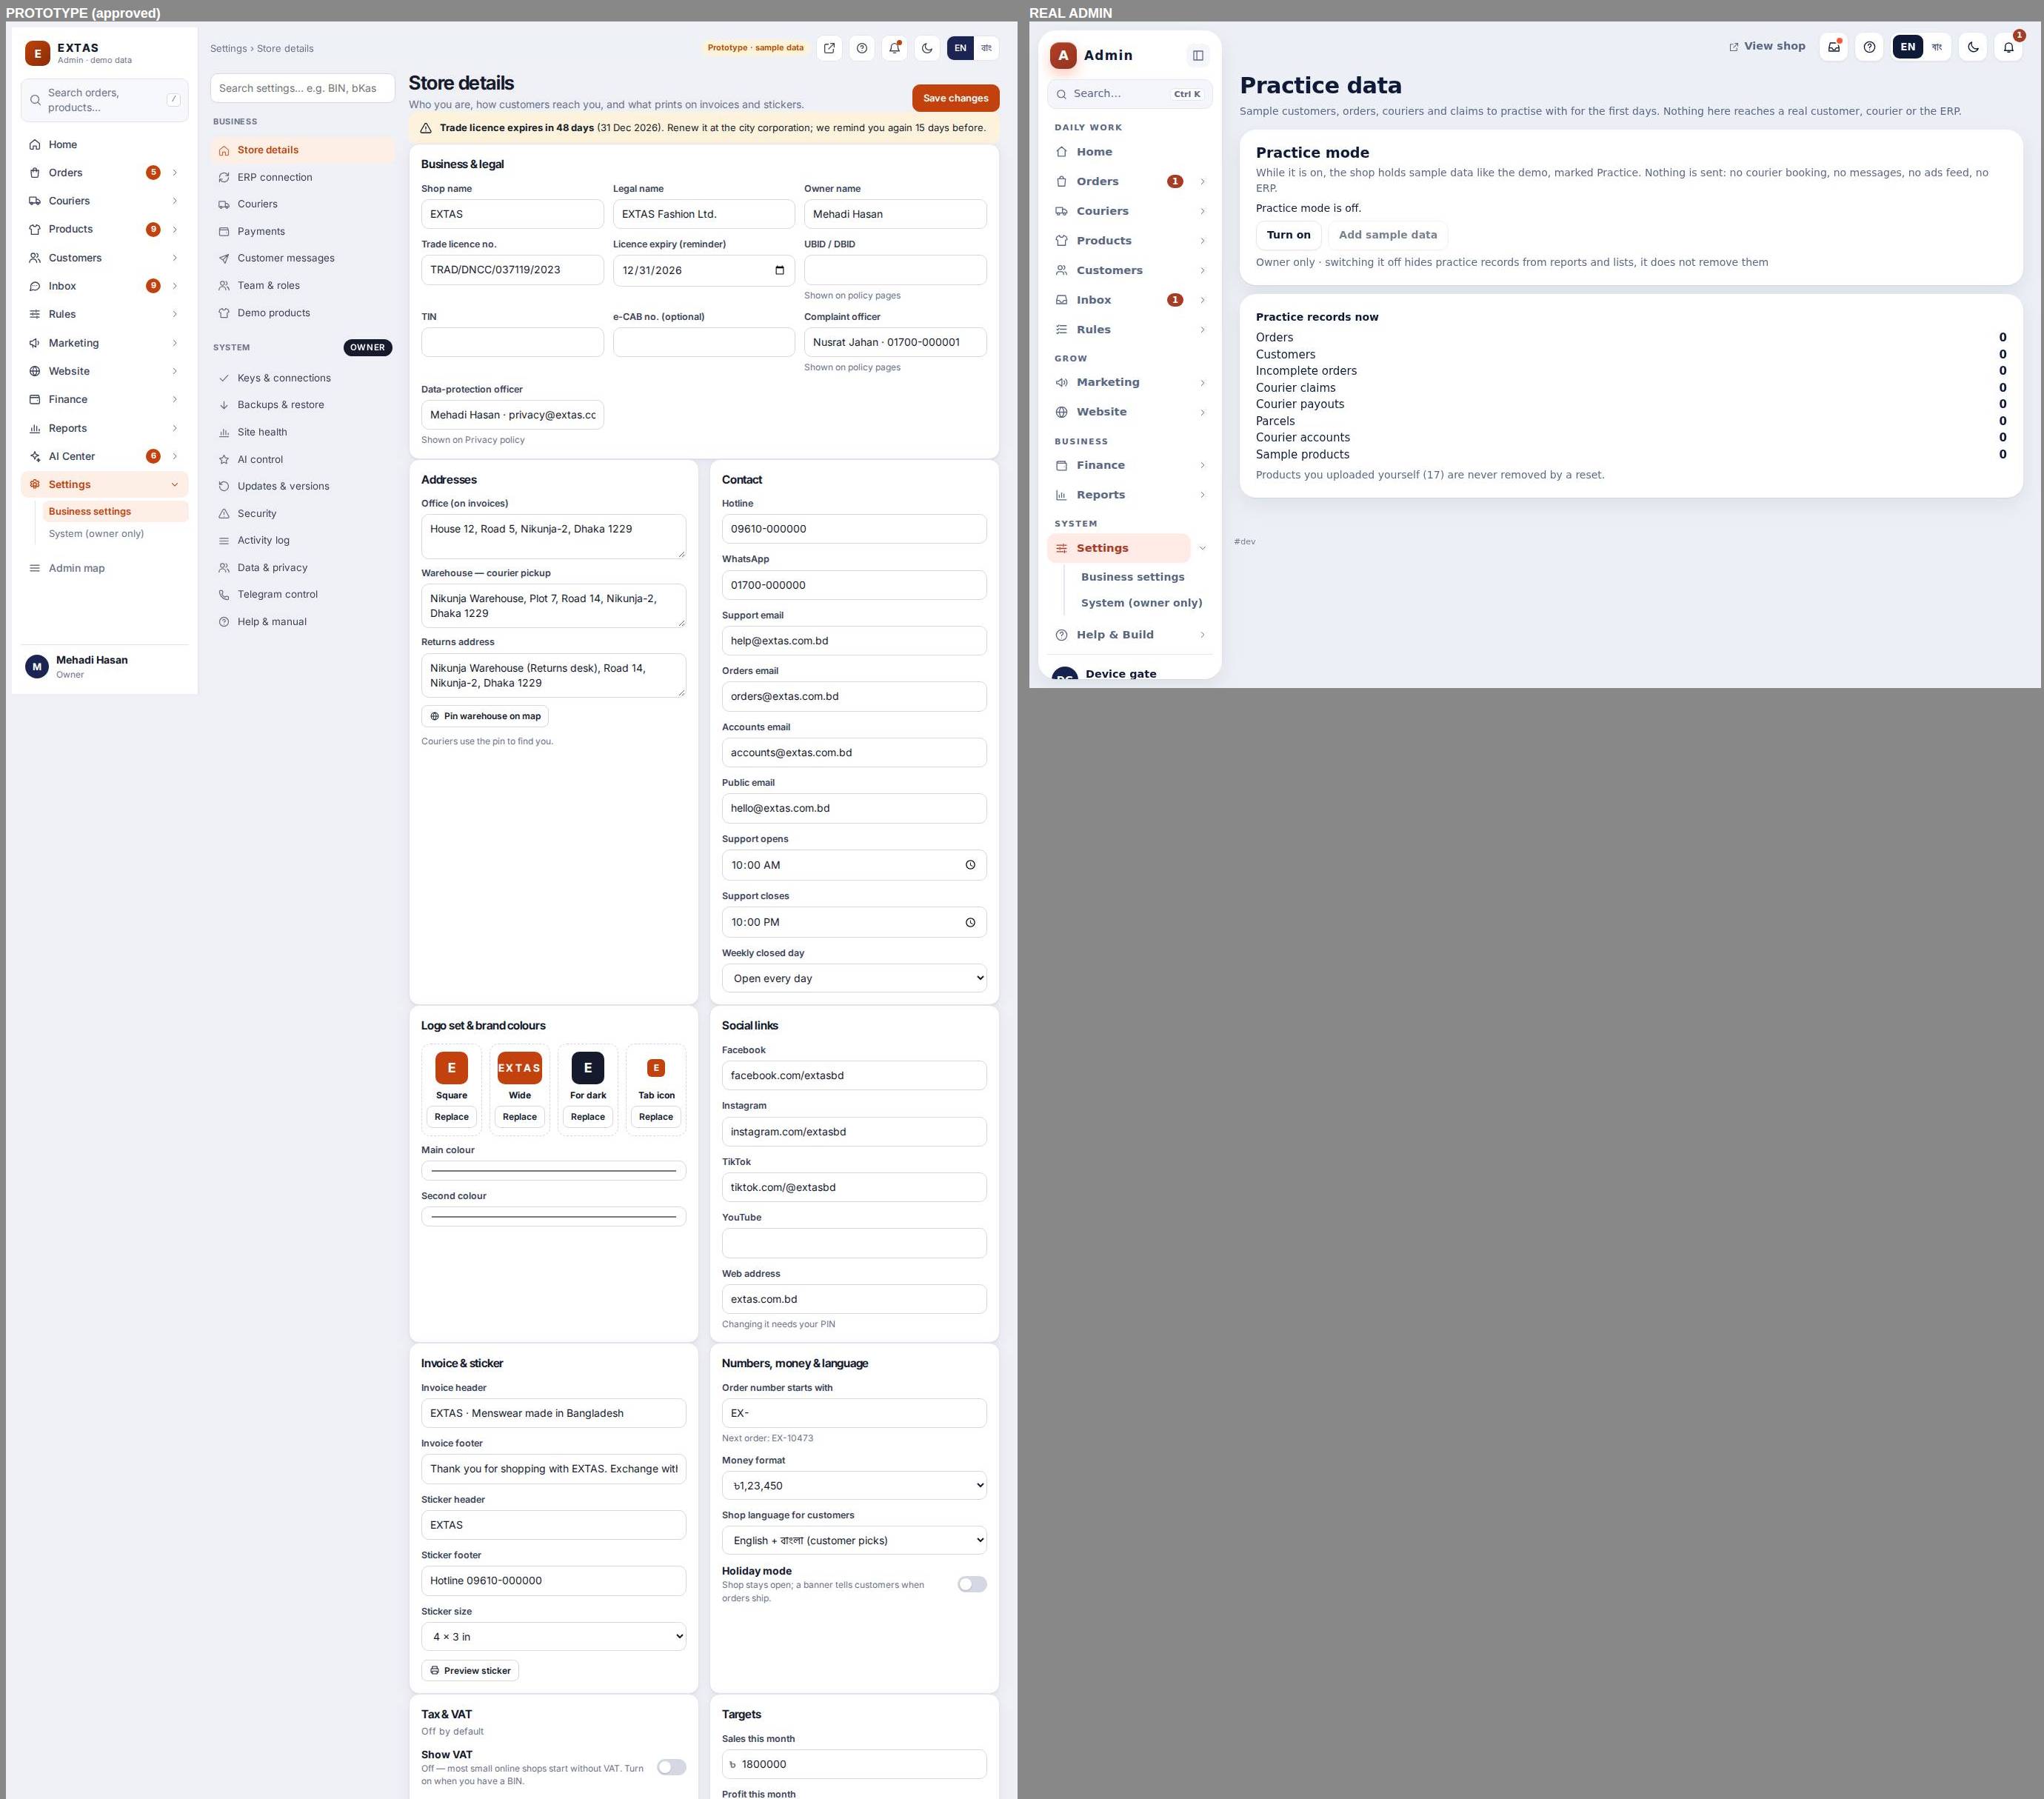 PROTOTYPE (approved)
E
EXTAS
Admin · demo data
Search orders, products...
/
Home
Orders
5
Couriers
Products
9
Customers
Inbox
9
Rules
Marketing
Website
Finance
Reports
AI Center
6
Settings
Business settings
System (owner only)
Admin map
M
Mehadi Hasan
Owner
Settings › Store details
Prototype · sample data
EN
বাং
Search settings... e.g. BIN, bKas
BUSINESS
Store details
ERP connection
Couriers
Payments
Customer messages
Team & roles
Demo products
SYSTEM
OWNER
Keys & connections
Backups & restore
Site health
AI control
Updates & versions
Security
Activity log
Data & privacy
Telegram control
Help & manual
Store details
Who you are, how customers reach you, and what prints on invoices and stickers.
Save changes
Trade licence expires in 48 days (31 Dec 2026). Renew it at the city corporation; we remind you again 15 days before.
Business & legal
Shop name
Legal name
Owner name
EXTAS
EXTAS Fashion Ltd.
Mehadi Hasan
Trade licence no.
Licence expiry (reminder)
UBID / DBID
TRAD/DNCC/037119/2023
12/31/2026
Shown on policy pages
TIN
e-CAB no. (optional)
Complaint officer
Nusrat Jahan · 01700-000001
Shown on policy pages
Data-protection officer
Mehadi Hasan · privacy@extas.cc
Shown on Privacy policy
Addresses
Office (on invoices)
House 12, Road 5, Nikunja-2, Dhaka 1229
Warehouse — courier pickup
Nikunja Warehouse, Plot 7, Road 14, Nikunja-2,
Dhaka 1229
Returns address
Nikunja Warehouse (Returns desk), Road 14,
Nikunja-2, Dhaka 1229
Pin warehouse on map
Couriers use the pin to find you.
Contact
Hotline
09610-000000
WhatsApp
01700-000000
Support email
help@extas.com.bd
Orders email
orders@extas.com.bd
Accounts email
accounts@extas.com.bd
Public email
hello@extas.com.bd
Support opens
10:00 AM
Support closes
10:00 PM
Weekly closed day
Open every day
Logo set & brand colours
E
EXTAS
E
E
Square
Wide
For dark
Tab icon
Replace
Replace
Replace
Replace
Main colour
Second colour
Social links
Facebook
facebook.com/extasbd
Instagram
instagram.com/extasbd
TikTok
tiktok.com/@extasbd
YouTube
Web address
extas.com.bd
Changing it needs your PIN
Invoice & sticker
Invoice header
EXTAS · Menswear made in Bangladesh
Invoice footer
Thank you for shopping with EXTAS. Exchange with
Sticker header
EXTAS
Sticker footer
Hotline 09610-000000
Sticker size
4 × 3 in
Preview sticker
Numbers, money & language
Order number starts with
EX-
Next order: EX-10473
Money format
৳1,23,450
Shop language for customers
English + বাংলা (customer picks)
Holiday mode
Shop stays open; a banner tells customers when
orders ship.
Tax & VAT
Off by default
Show VAT
Off — most small online shops start without VAT. Turn
on when you have a BIN.
Targets
Sales this month
৳ 1800000
Profit this month
REAL ADMIN
A
Admin
Search...
Ctrl K
DAILY WORK
Home
Orders
1
Couriers
Products
Customers
Inbox
1
Rules
GROW
Marketing
Website
BUSINESS
Finance
Reports
SYSTEM
Settings
Business settings
System (owner only)
Help & Build
Device gate
View shop
EN
বাং
1
Practice data
Sample customers, orders, couriers and claims to practise with for the first days. Nothing here reaches a real customer, courier or the ERP.
Practice mode
While it is on, the shop holds sample data like the demo, marked Practice. Nothing is sent: no courier booking, no messages, no ads feed, no
ERP.
Practice mode is off.
Turn on
Add sample data
Owner only · switching it off hides practice records from reports and lists, it does not remove them
Practice records now
Orders 0
Customers 0
Incomplete orders 0
Courier claims 0
Courier payouts 0
Parcels 0
Courier accounts 0
Sample products 0
Products you uploaded yourself (17) are never removed by a reset.
#dev